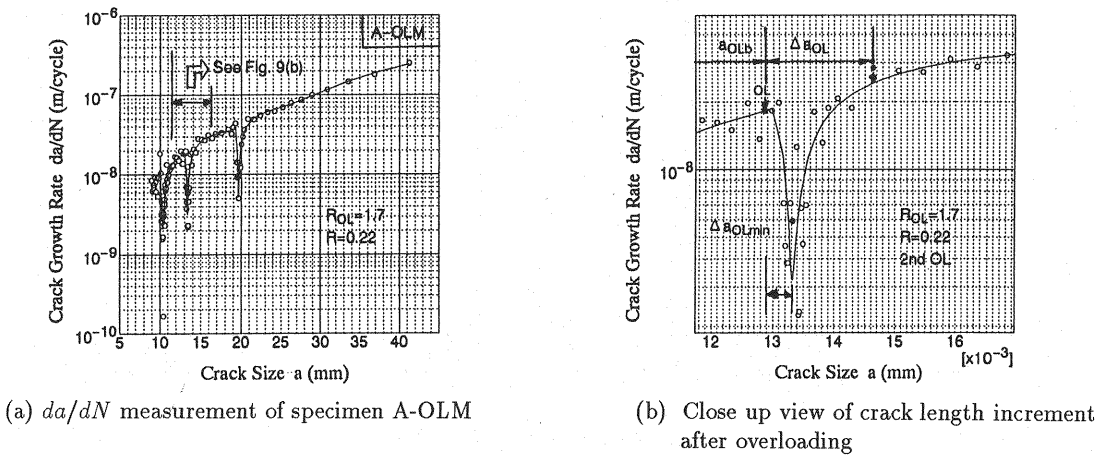 10⁻⁶
10⁻⁷
10⁻⁸
10⁻⁹
10⁻¹⁰
Crack Growth Rate da/dN (m/cycle)
A-OLM
See Fig. 9(b)
R_OL=1.7
R=0.22
5 10 15 20 25 30 35 40
Crack Size a (mm)
(a) da/dN measurement of specimen A-OLM
10⁻⁸
Crack Growth Rate da/dN (m/cycle)
a_OLb
Δa_OL
OL
Δa_OLmin
R_OL=1.7
R=0.22
2nd OL
12 13 14 15 16
[x10⁻³]
Crack Size a (mm)
(b) Close up view of crack length increment
after overloading